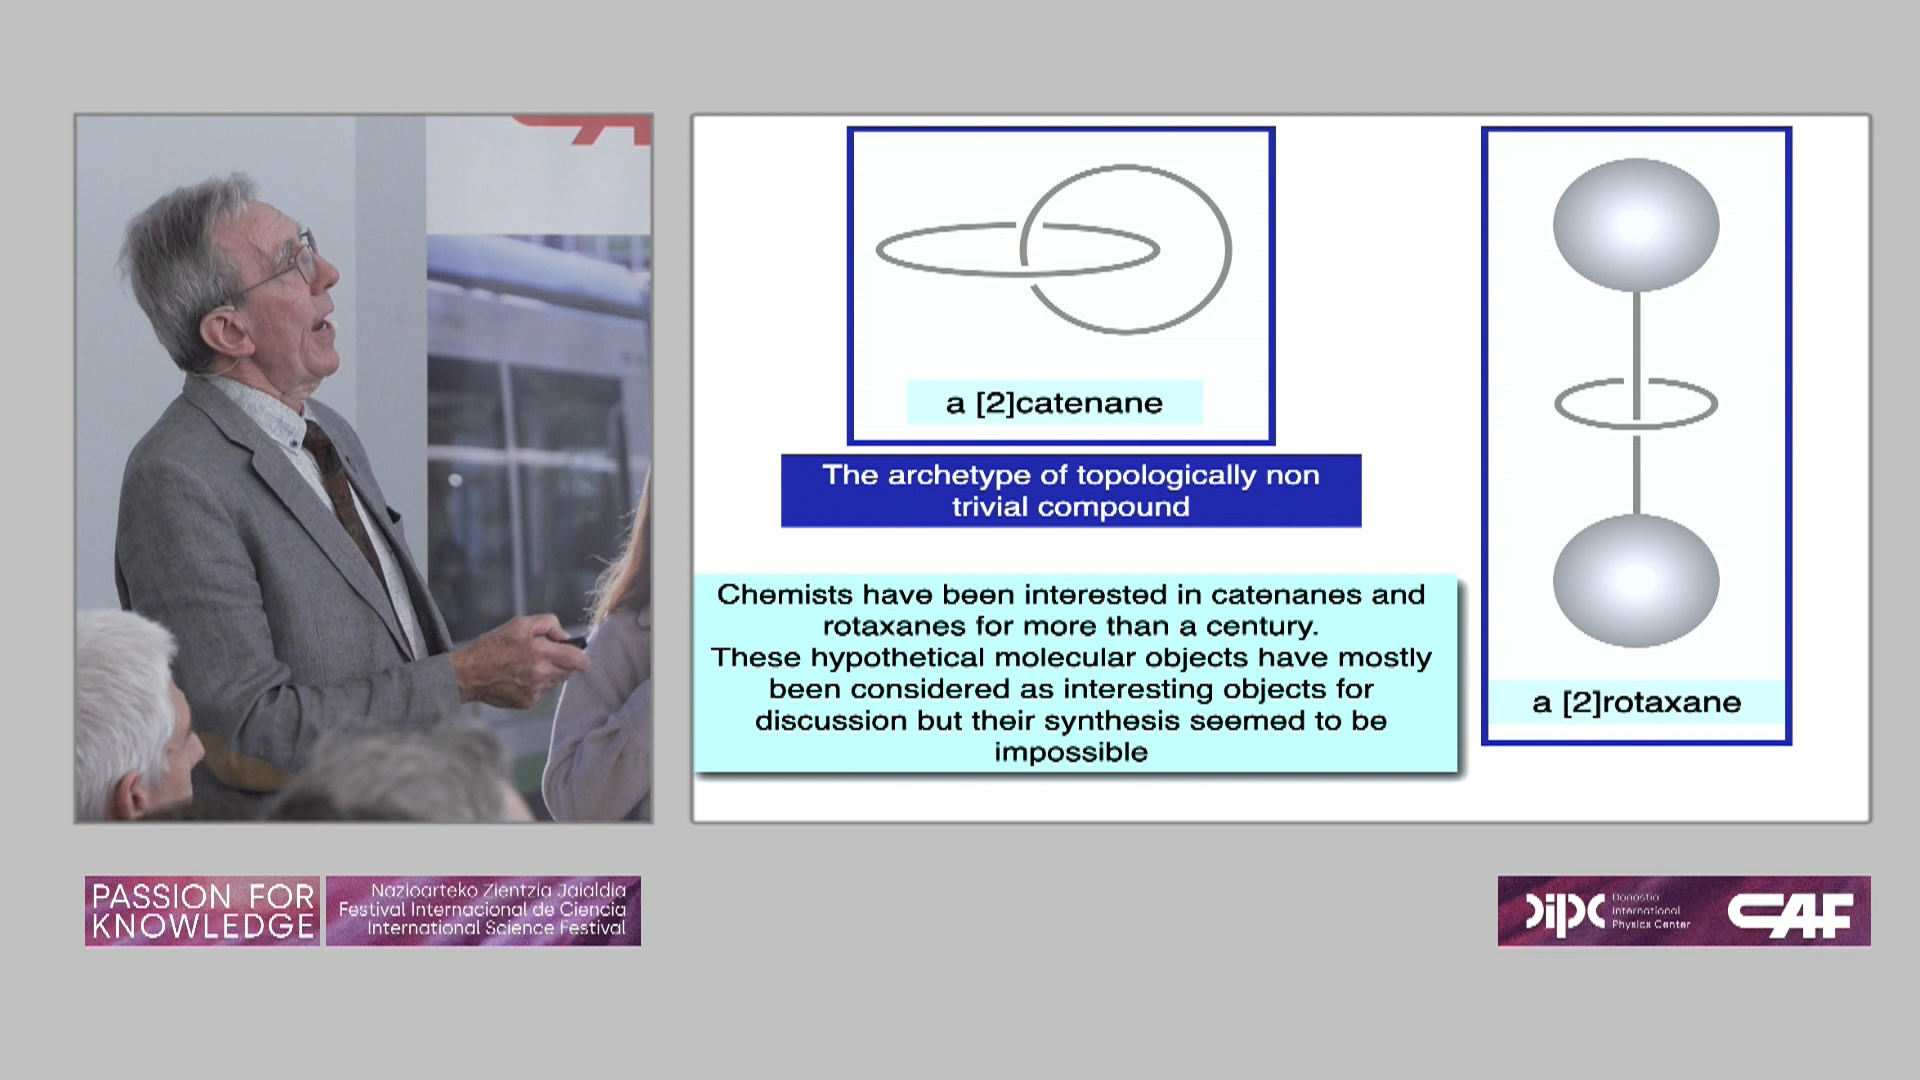 a [2]catenane
The archetype of topologically non
trivial compound
Chemists have been interested in catenanes and
rotaxanes for more than a century.
These hypothetical molecular objects have mostly
been considered as interesting objects for
discussion but their synthesis seemed to be
impossible
a [2]rotaxane
PASSION FOR
KNOWLEDGE
Nazioarteko Zientzia Jaialdia
Festival Internacional de Ciencia
International Science Festival
dipc
Donostia
International
Physics Center
CAF